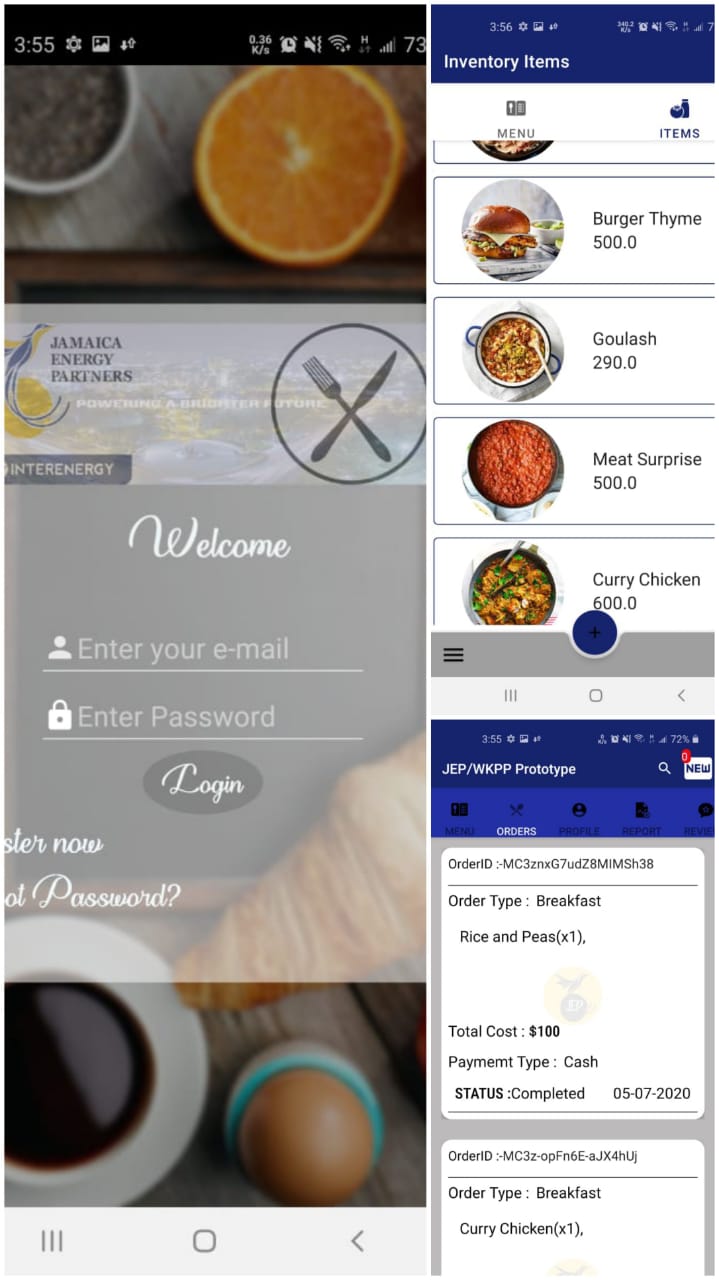 3:55
0.36
K/s
H
73
JAMAICA
ENERGY
PARTNERS
POWERING A BRIGHTER FUTURE
INTERENERGY
Welcome
Enter your e-mail
Enter Password
Login
ster now
ot Password?
3:56
340.2
K/s
H
7
Inventory Items
MENU
ITEMS
Burger Thyme
500.0
Goulash
290.0
Meat Surprise
500.0
Curry Chicken
600.0
+
3:55
0
K/s
H
72%
JEP/WKPP Prototype
0
NEW
MENU
ORDERS
PROFILE
REPORT
REVIE
OrderID :-MC3znxG7udZ8MIMSh38
Order Type : Breakfast
Rice and Peas(x1),
JEP
Total Cost : $100
Paymemt Type : Cash
STATUS :Completed 05-07-2020
OrderID :-MC3z-opFn6E-aJX4hUj
Order Type : Breakfast
Curry Chicken(x1),